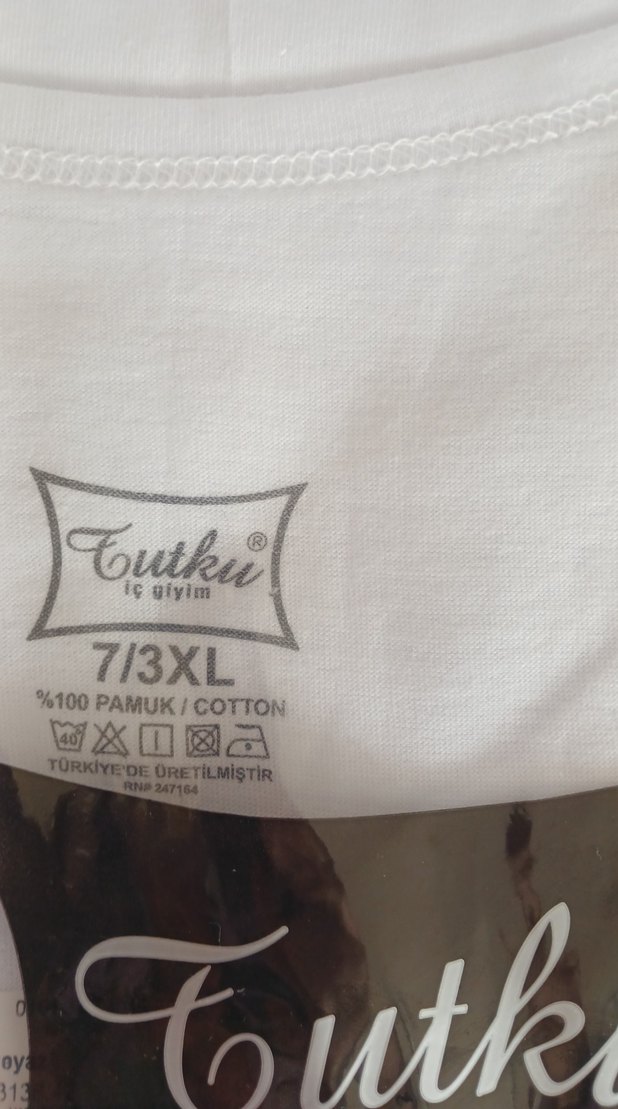 Tutku®
iç giyim
7/3XL
%100 PAMUK / COTTON
40°
TÜRKİYE'DE ÜRETİLMİŞTİR
RN# 247164
Tutku